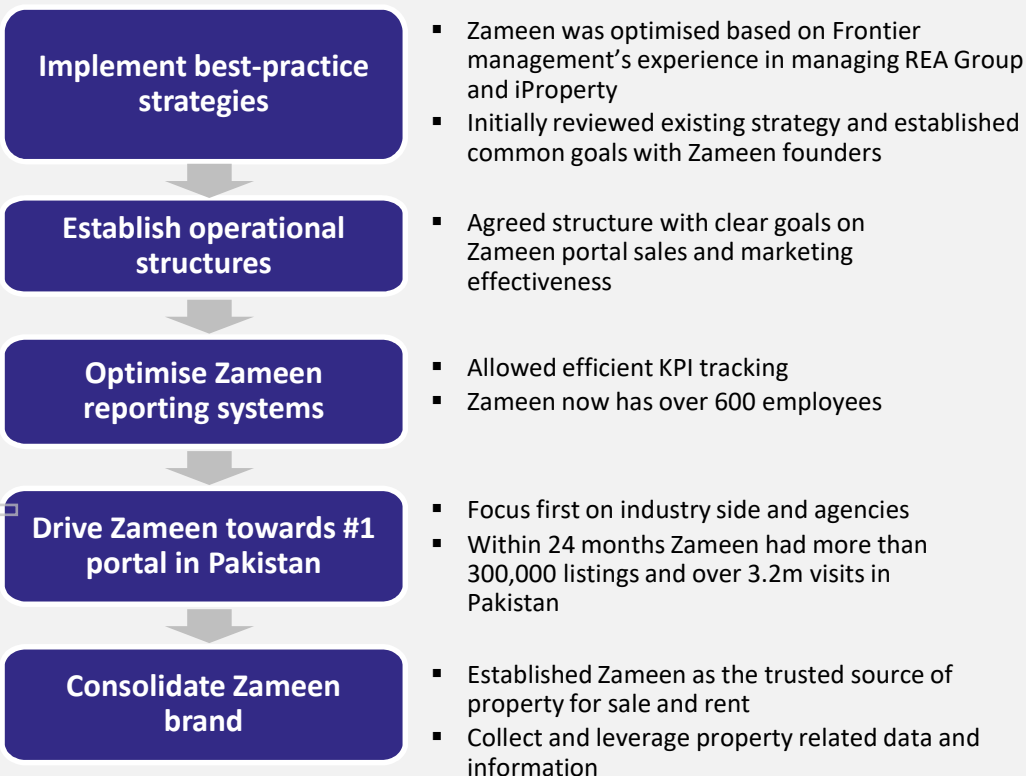 Implement best-practice
strategies
▪ Zameen was optimised based on Frontier
management's experience in managing REA Group
and iProperty
▪ Initially reviewed existing strategy and established
common goals with Zameen founders
Establish operational
structures
▪ Agreed structure with clear goals on
Zameen portal sales and marketing
effectiveness
Optimise Zameen
reporting systems
▪ Allowed efficient KPI tracking
▪ Zameen now has over 600 employees
Drive Zameen towards #1
portal in Pakistan
▪ Focus first on industry side and agencies
▪ Within 24 months Zameen had more than
300,000 listings and over 3.2m visits in
Pakistan
Consolidate Zameen
brand
▪ Established Zameen as the trusted source of
property for sale and rent
▪ Collect and leverage property related data and
information